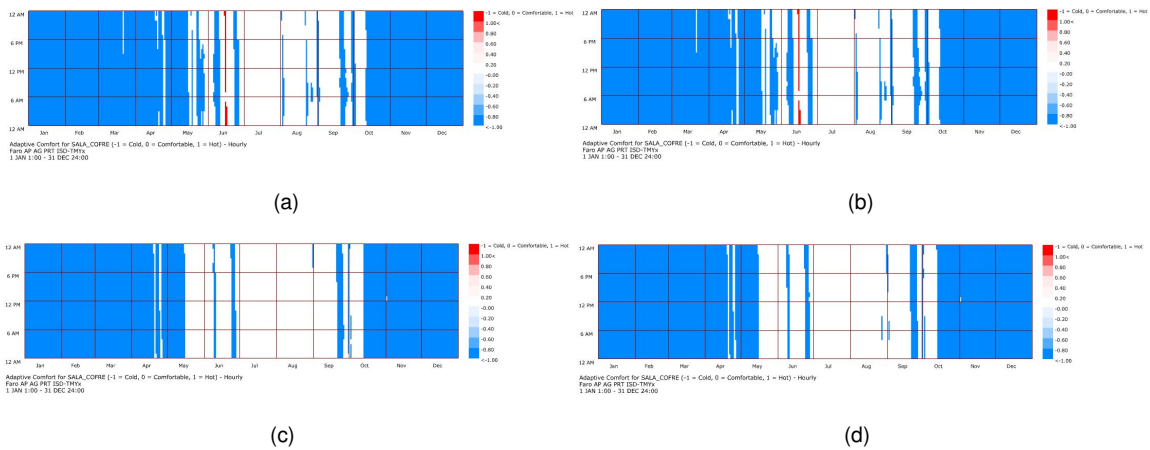 12 AM
6 PM
12 PM
6 AM
12 AM
Jan Feb Mar Apr May Jun Jul Aug Sep Oct Nov Dec
-1 = Cold, 0 = Comfortable, 1 = Hot
1.00<
0.80
0.60
0.40
0.20
-0.00
-0.20
-0.40
-0.60
-0.80
<-1.00
Adaptive Comfort for SALA_COFRE (-1 = Cold, 0 = Comfortable, 1 = Hot) - Hourly
Faro AP AG PRT ISD-TMYx
1 JAN 1:00 - 31 DEC 24:00
(a)
12 AM
6 PM
12 PM
6 AM
12 AM
Jan Feb Mar Apr May Jun Jul Aug Sep Oct Nov Dec
-1 = Cold, 0 = Comfortable, 1 = Hot
1.00<
0.80
0.60
0.40
0.20
-0.00
-0.20
-0.40
-0.60
-0.80
<-1.00
Adaptive Comfort for SALA_COFRE (-1 = Cold, 0 = Comfortable, 1 = Hot) - Hourly
Faro AP AG PRT ISD-TMYx
1 JAN 1:00 - 31 DEC 24:00
(b)
12 AM
6 PM
12 PM
6 AM
12 AM
Jan Feb Mar Apr May Jun Jul Aug Sep Oct Nov Dec
-1 = Cold, 0 = Comfortable, 1 = Hot
1.00<
0.80
0.60
0.40
0.20
-0.00
-0.20
-0.40
-0.60
-0.80
<-1.00
Adaptive Comfort for SALA_COFRE (-1 = Cold, 0 = Comfortable, 1 = Hot) - Hourly
Faro AP AG PRT ISD-TMYx
1 JAN 1:00 - 31 DEC 24:00
(c)
12 AM
6 PM
12 PM
6 AM
12 AM
Jan Feb Mar Apr May Jun Jul Aug Sep Oct Nov Dec
-1 = Cold, 0 = Comfortable, 1 = Hot
1.00<
0.80
0.60
0.40
0.20
-0.00
-0.20
-0.40
-0.60
-0.80
<-1.00
Adaptive Comfort for SALA_COFRE (-1 = Cold, 0 = Comfortable, 1 = Hot) - Hourly
Faro AP AG PRT ISD-TMYx
1 JAN 1:00 - 31 DEC 24:00
(d)